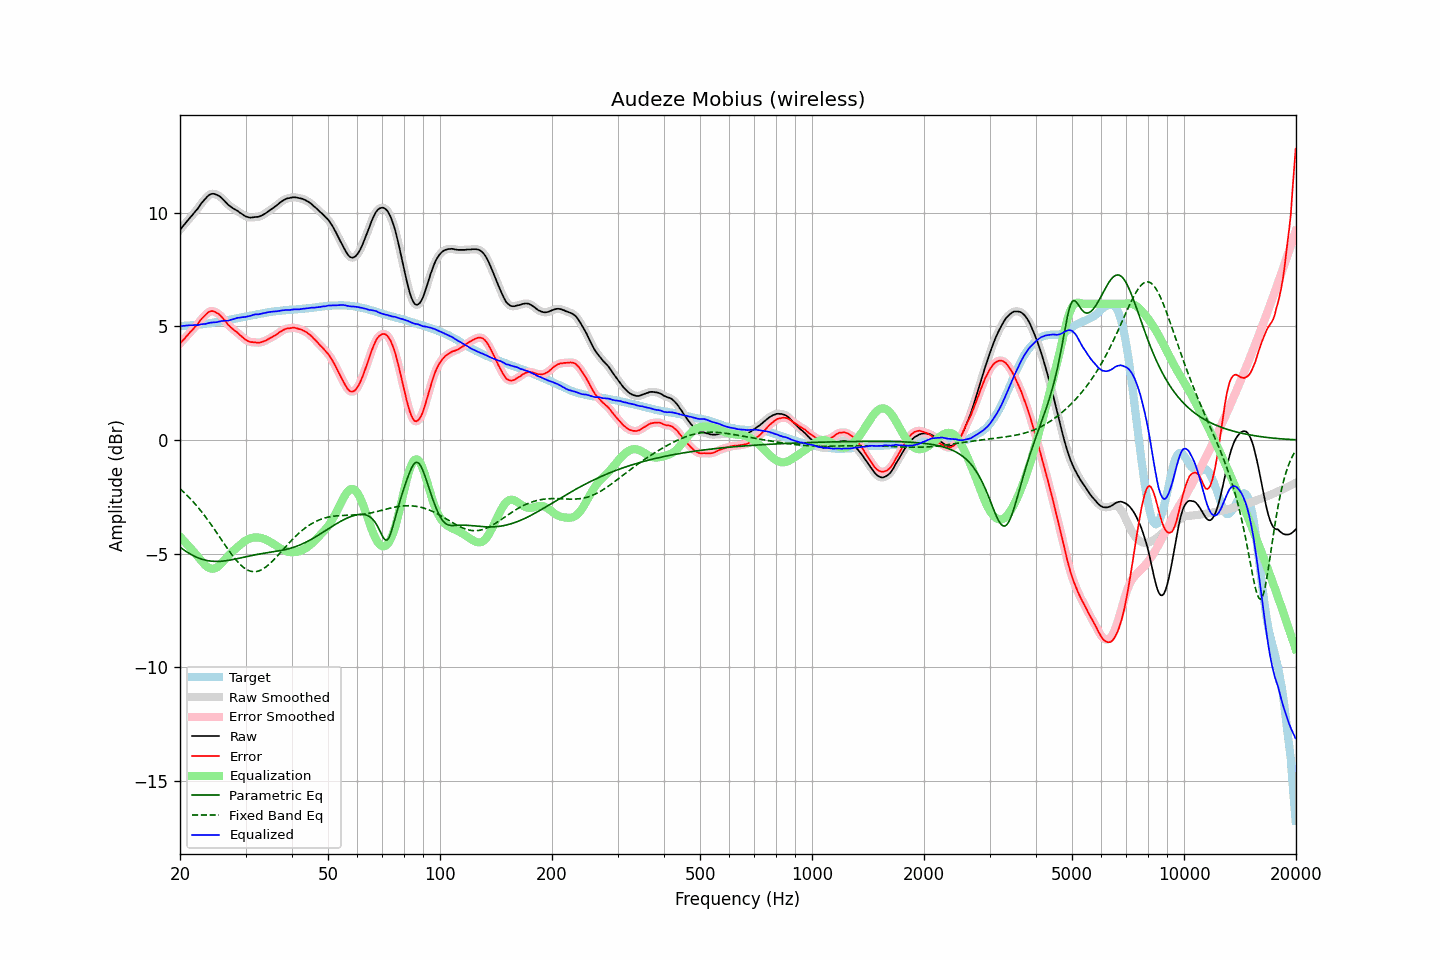 Audeze Mobius (wireless)
Amplitude (dBr)
10
5
0
−5
−10
−15
Target
Raw Smoothed
Error Smoothed
Raw
Error
Equalization
Parametric Eq
Fixed Band Eq
Equalized
20 50 100 200 500 1000 2000 5000 10000 20000
Frequency (Hz)